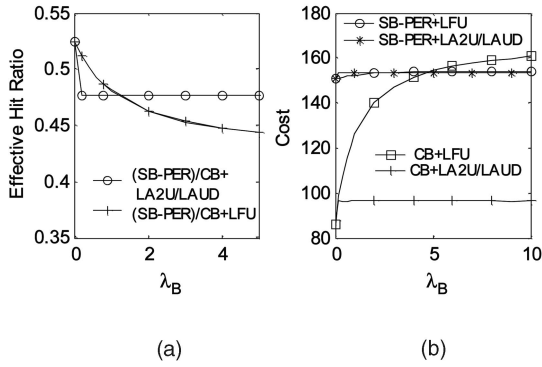 0.55
0.5
0.45
0.4
0.35
Effective Hit Ratio
(SB-PER)/CB+
LA2U/LAUD
(SB-PER)/CB+LFU
0 2 4
λB
(a)
180
160
140
120
100
80
Cost
SB-PER+LFU
SB-PER+LA2U/LAUD
CB+LFU
CB+LA2U/LAUD
0 5 10
λB
(b)